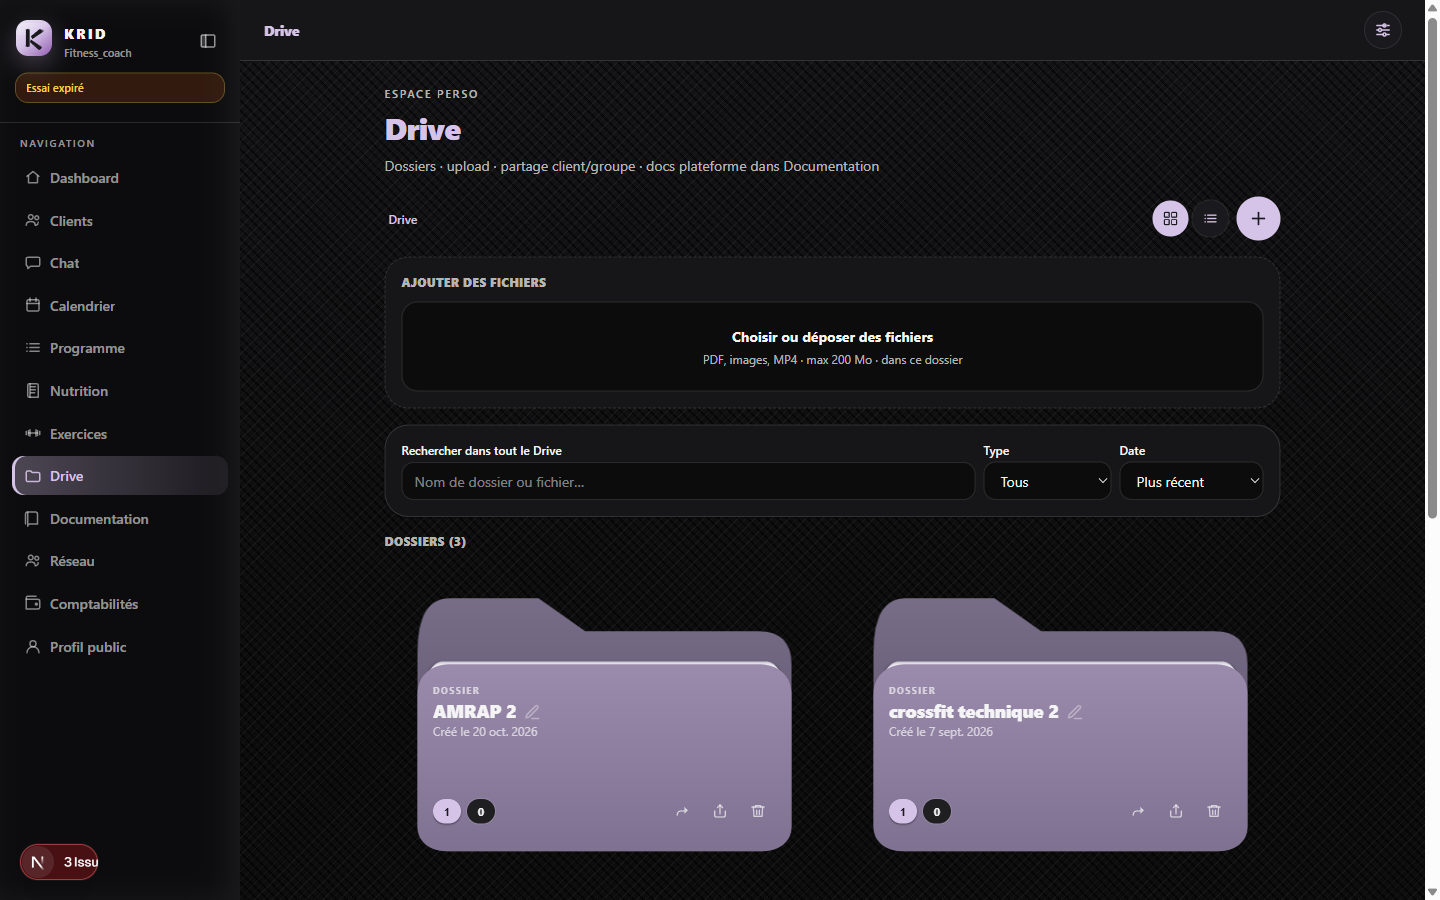 KRID
Fitness_coach
Essai expiré
NAVIGATION
Dashboard
Clients
Chat
Calendrier
Programme
Nutrition
Exercices
Drive
Documentation
Réseau
Comptabilités
Profil public
N 3 Issu
Drive
ESPACE PERSO
Drive
Dossiers · upload · partage client/groupe · docs plateforme dans Documentation
Drive
AJOUTER DES FICHIERS
Choisir ou déposer des fichiers
PDF, images, MP4 · max 200 Mo · dans ce dossier
Rechercher dans tout le Drive
Nom de dossier ou fichier...
Type
Tous
Date
Plus récent
DOSSIERS (3)
DOSSIER
AMRAP 2
Créé le 20 oct. 2026
1 0
DOSSIER
crossfit technique 2
Créé le 7 sept. 2026
1 0